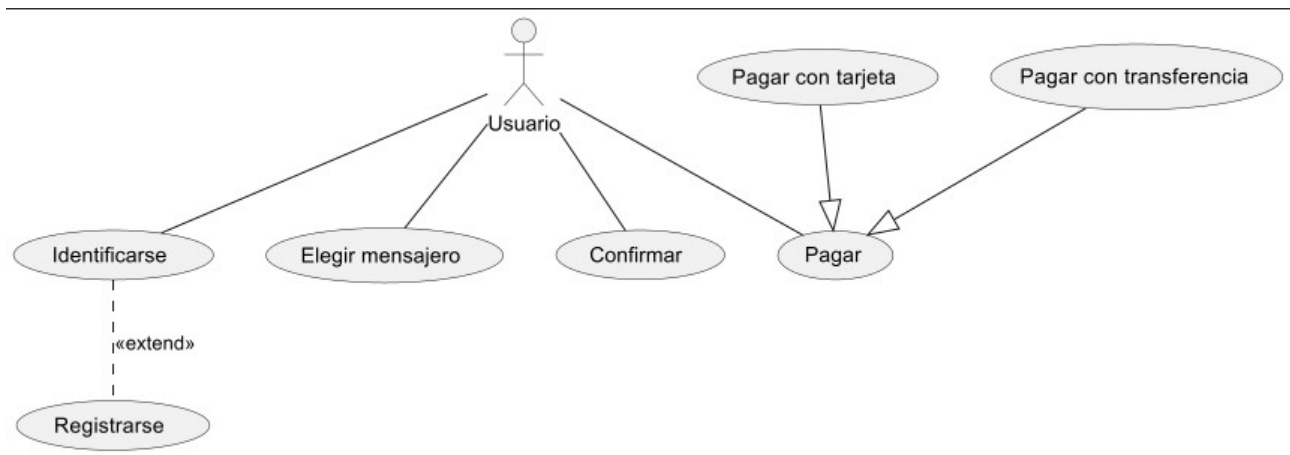 Usuario
Pagar con tarjeta
Pagar con transferencia
Identificarse
Elegir mensajero
Confirmar
Pagar
«extend»
Registrarse